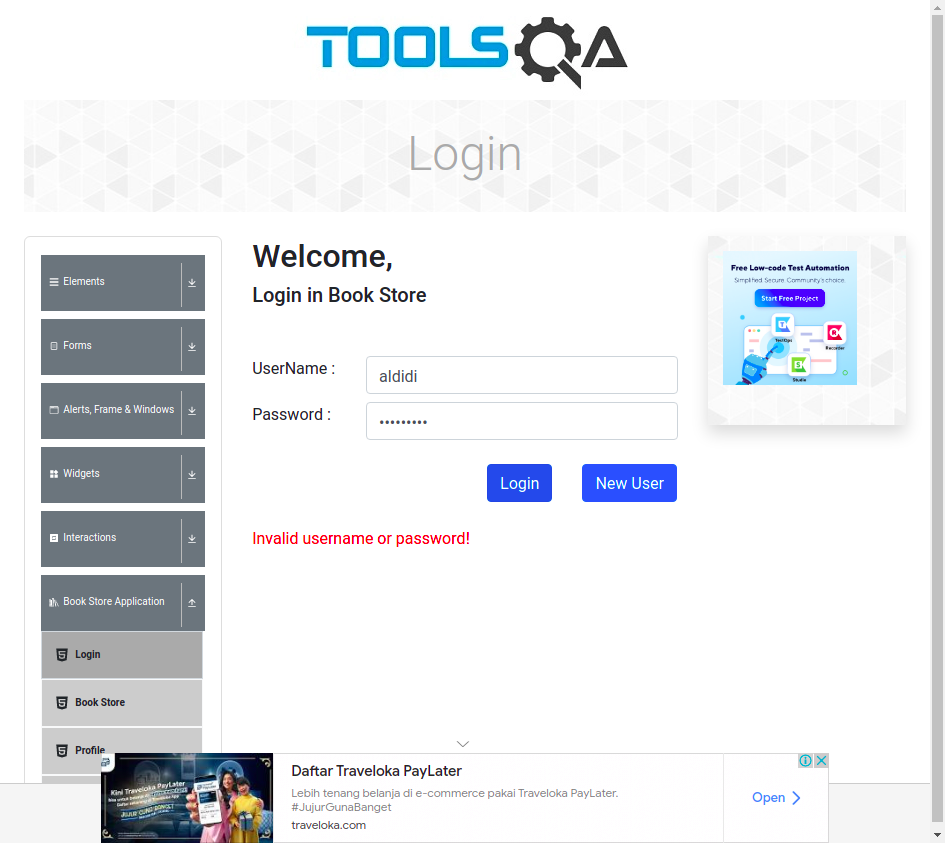 TOOLSQA
Login
Elements
Forms
Alerts, Frame & Windows
Widgets
Interactions
Book Store Application
Login
Book Store
Profile
Welcome,
Login in Book Store
UserName :
aldidi
Password :
•••••••••
Login
New User
Invalid username or password!
Free Low-code Test Automation
Simplified. Secure. Community's choice.
Start Free Project
TestOps
Recorder
Studio
Kini Traveloka PayLater
JUJUR GUNA BANGET
Daftar Traveloka PayLater
Lebih tenang belanja di e-commerce pakai Traveloka PayLater.
#JujurGunaBanget
traveloka.com
Open